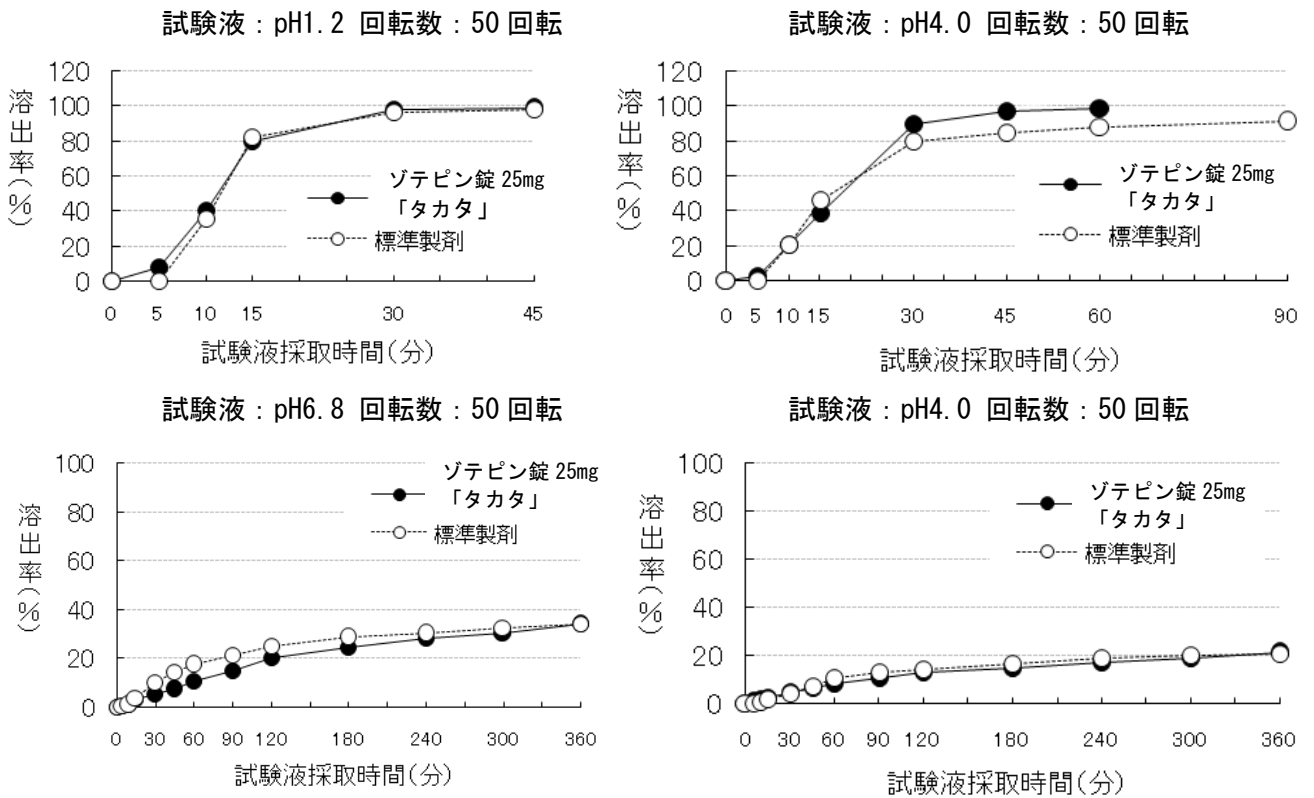 試験液：pH1.2 回転数：50 回転
120
100
80
60
40
20
0
溶出率(%)
ゾテピン錠 25mg
「タカタ」
標準製剤
0 5 10 15 30 45
試験液採取時間(分)
試験液：pH4.0 回転数：50 回転
120
100
80
60
40
20
0
溶出率(%)
ゾテピン錠 25mg
「タカタ」
標準製剤
0 5 10 15 30 45 60 90
試験液採取時間(分)
試験液：pH6.8 回転数：50 回転
100
80
60
40
20
0
溶出率(%)
ゾテピン錠 25mg
「タカタ」
標準製剤
0 30 60 90 120 180 240 300 360
試験液採取時間(分)
試験液：pH4.0 回転数：50 回転
100
80
60
40
20
0
溶出率(%)
ゾテピン錠 25mg
「タカタ」
標準製剤
0 30 60 90 120 180 240 300 360
試験液採取時間(分)